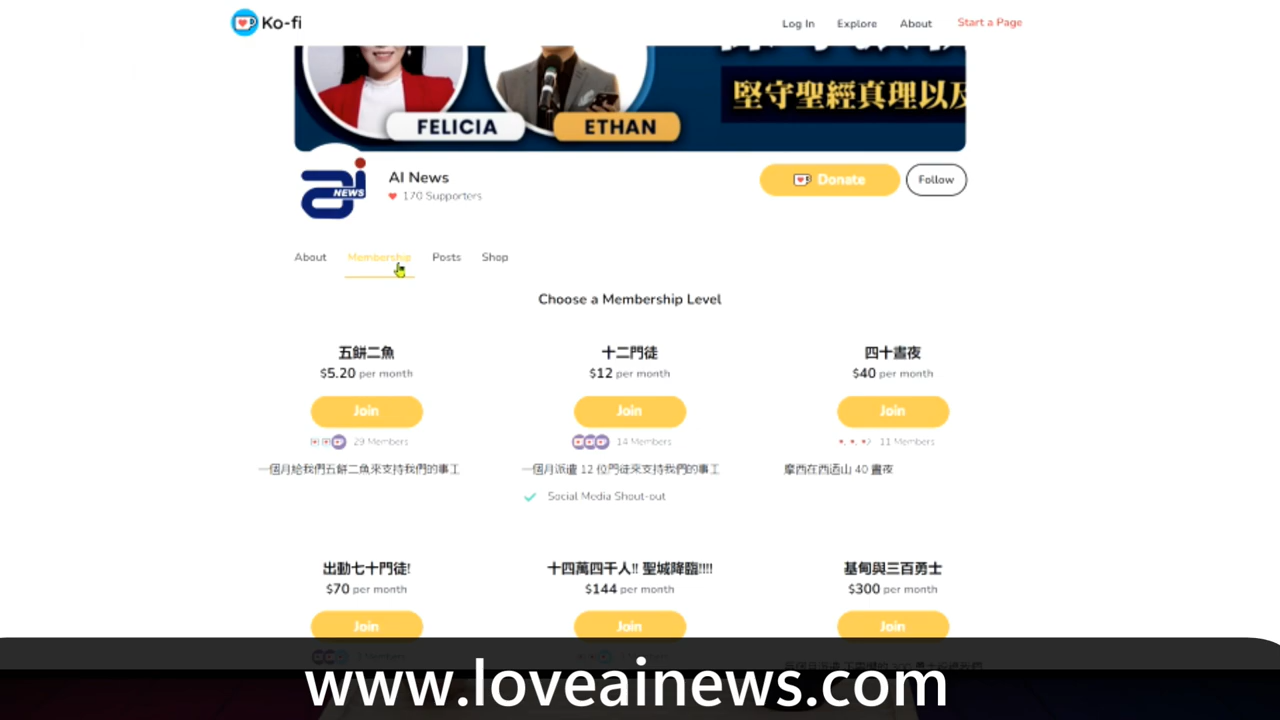 Ko-fi
Log In
Explore
About
Start a Page
堅守聖經真理以及
FELICIA
ETHAN
ai NEWS
AI News
170 Supporters
Donate
Follow
About
Membership
Posts
Shop
Choose a Membership Level
五餅二魚
$5.20 per month
Join
29 Members
一個月給我們五餅二魚來支持我們的事工
十二門徒
$12 per month
Join
14 Members
一個月派遣 12 位門徒來支持我們的事工
Social Media Shout-out
四十晝夜
$40 per month
Join
11 Members
摩西在西迺山 40 晝夜
出動七十門徒!
$70 per month
Join
十四萬四千人!! 聖城降臨!!!!
$144 per month
Join
基甸與三百勇士
$300 per month
Join
www.loveainews.com